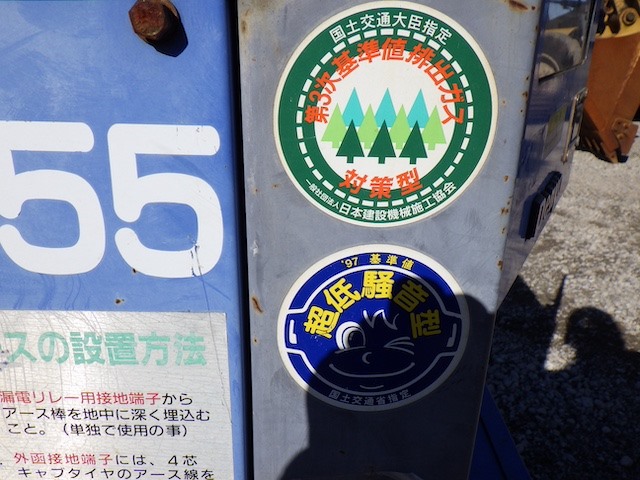 国土交通大臣指定
第3次基準値排出ガス
対策型
一般社団法人日本建設機械施工協会
55
'97 基準値
超低騒音型
国土交通省指定
スの設置方法
漏電リレー用接地端子から
アース棒を地中に深く埋込む
こと。（単独で使用の事）
外函接地端子には、4芯
キャブタイヤのアース線を